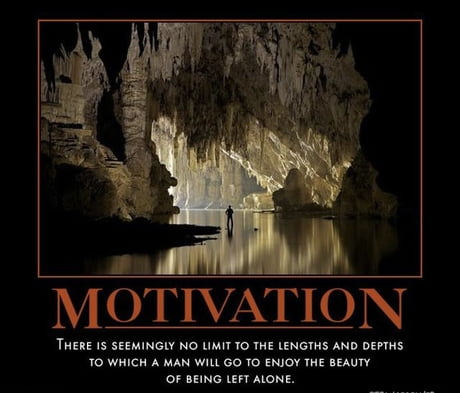 MOTIVATION
THERE IS SEEMINGLY NO LIMIT TO THE LENGTHS AND DEPTHS
TO WHICH A MAN WILL GO TO ENJOY THE BEAUTY
OF BEING LEFT ALONE.